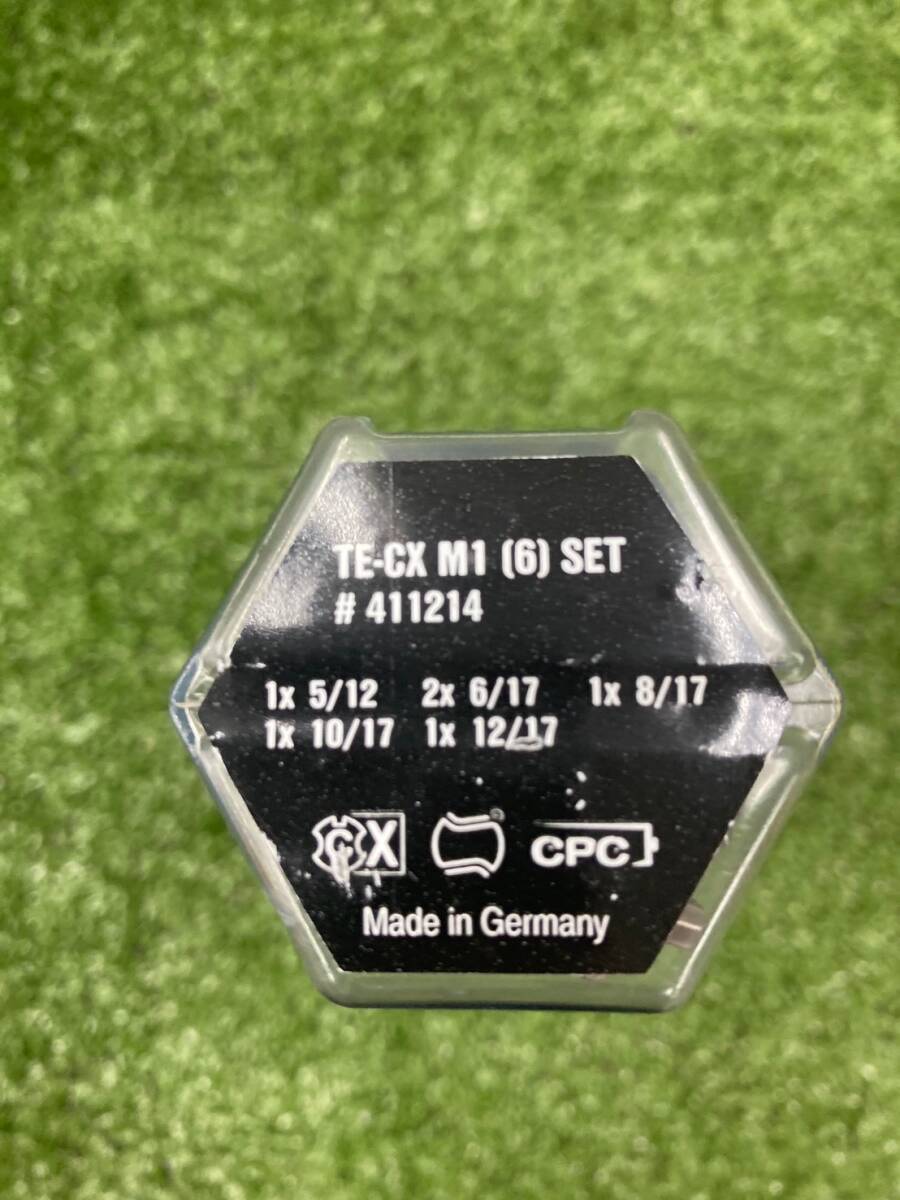 TE-CX M1 (6) SET
# 411214
1x 5/12 2x 6/17 1x 8/17
1x 10/17 1x 12/17
CX CPC
Made in Germany